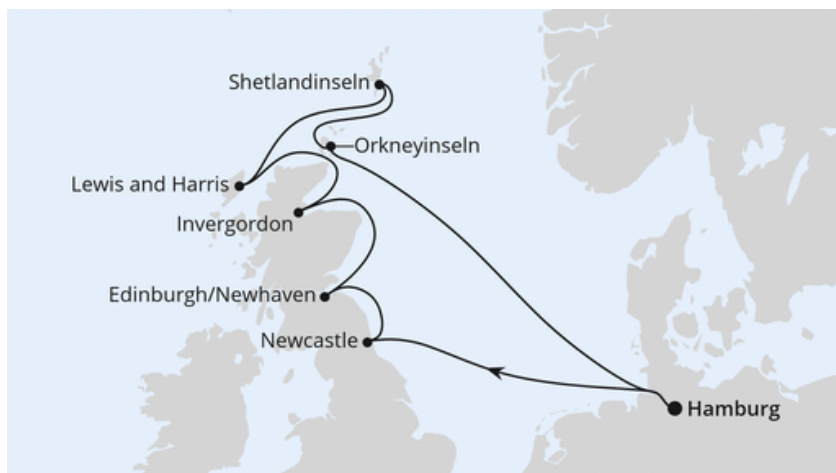 Shetlandinseln
Orkneyinseln
Lewis and Harris
Invergordon
Edinburgh/Newhaven
Newcastle
Hamburg